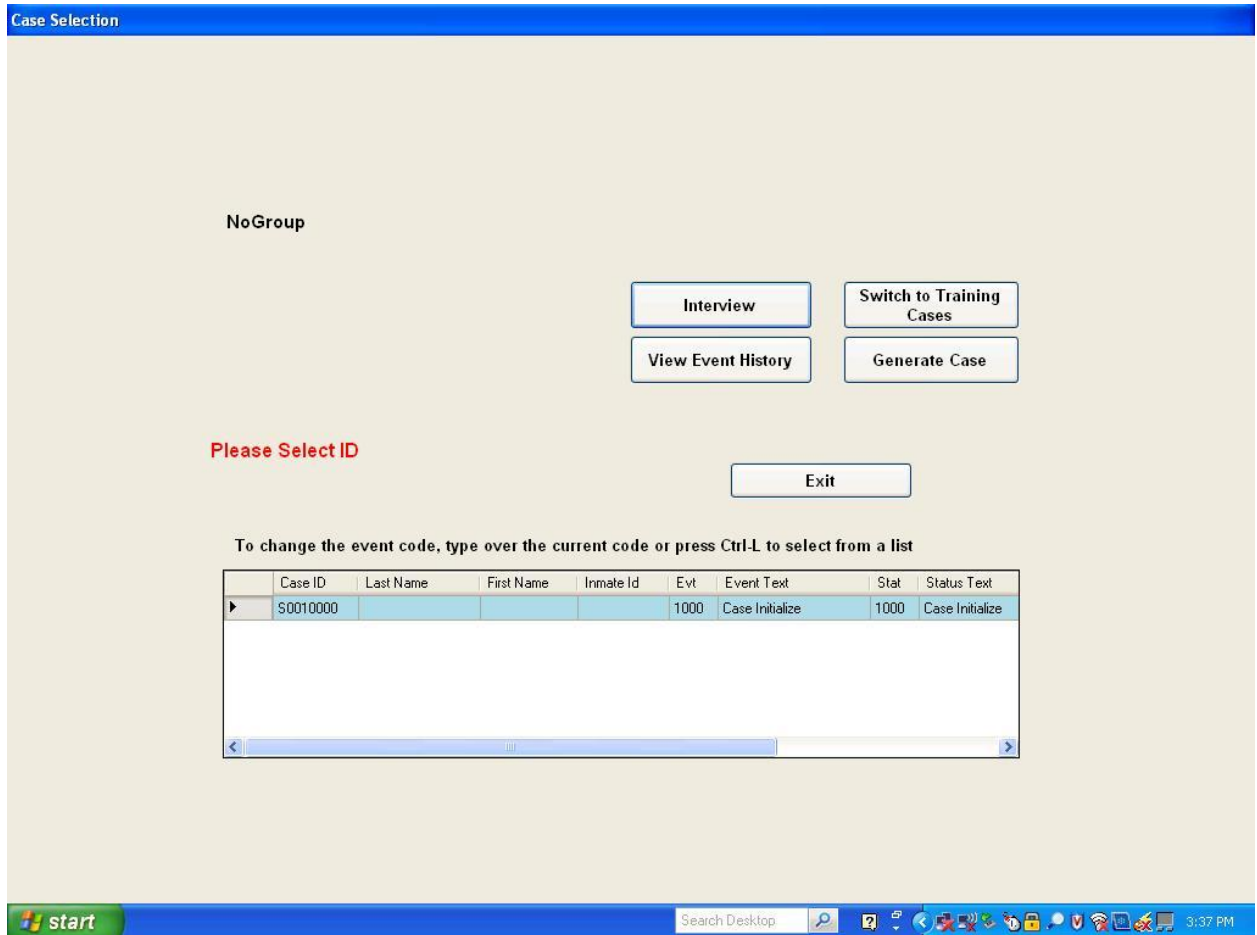 Case Selection
NoGroup
Interview
Switch to Training
Cases
View Event History
Generate Case
Please Select ID
Exit
To change the event code, type over the current code or press Ctrl-L to select from a list
Case ID Last Name First Name Inmate Id Evt Event Text Stat Status Text
S0010000 1000 Case Initialize 1000 Case Initialize
start Search Desktop 3:37 PM